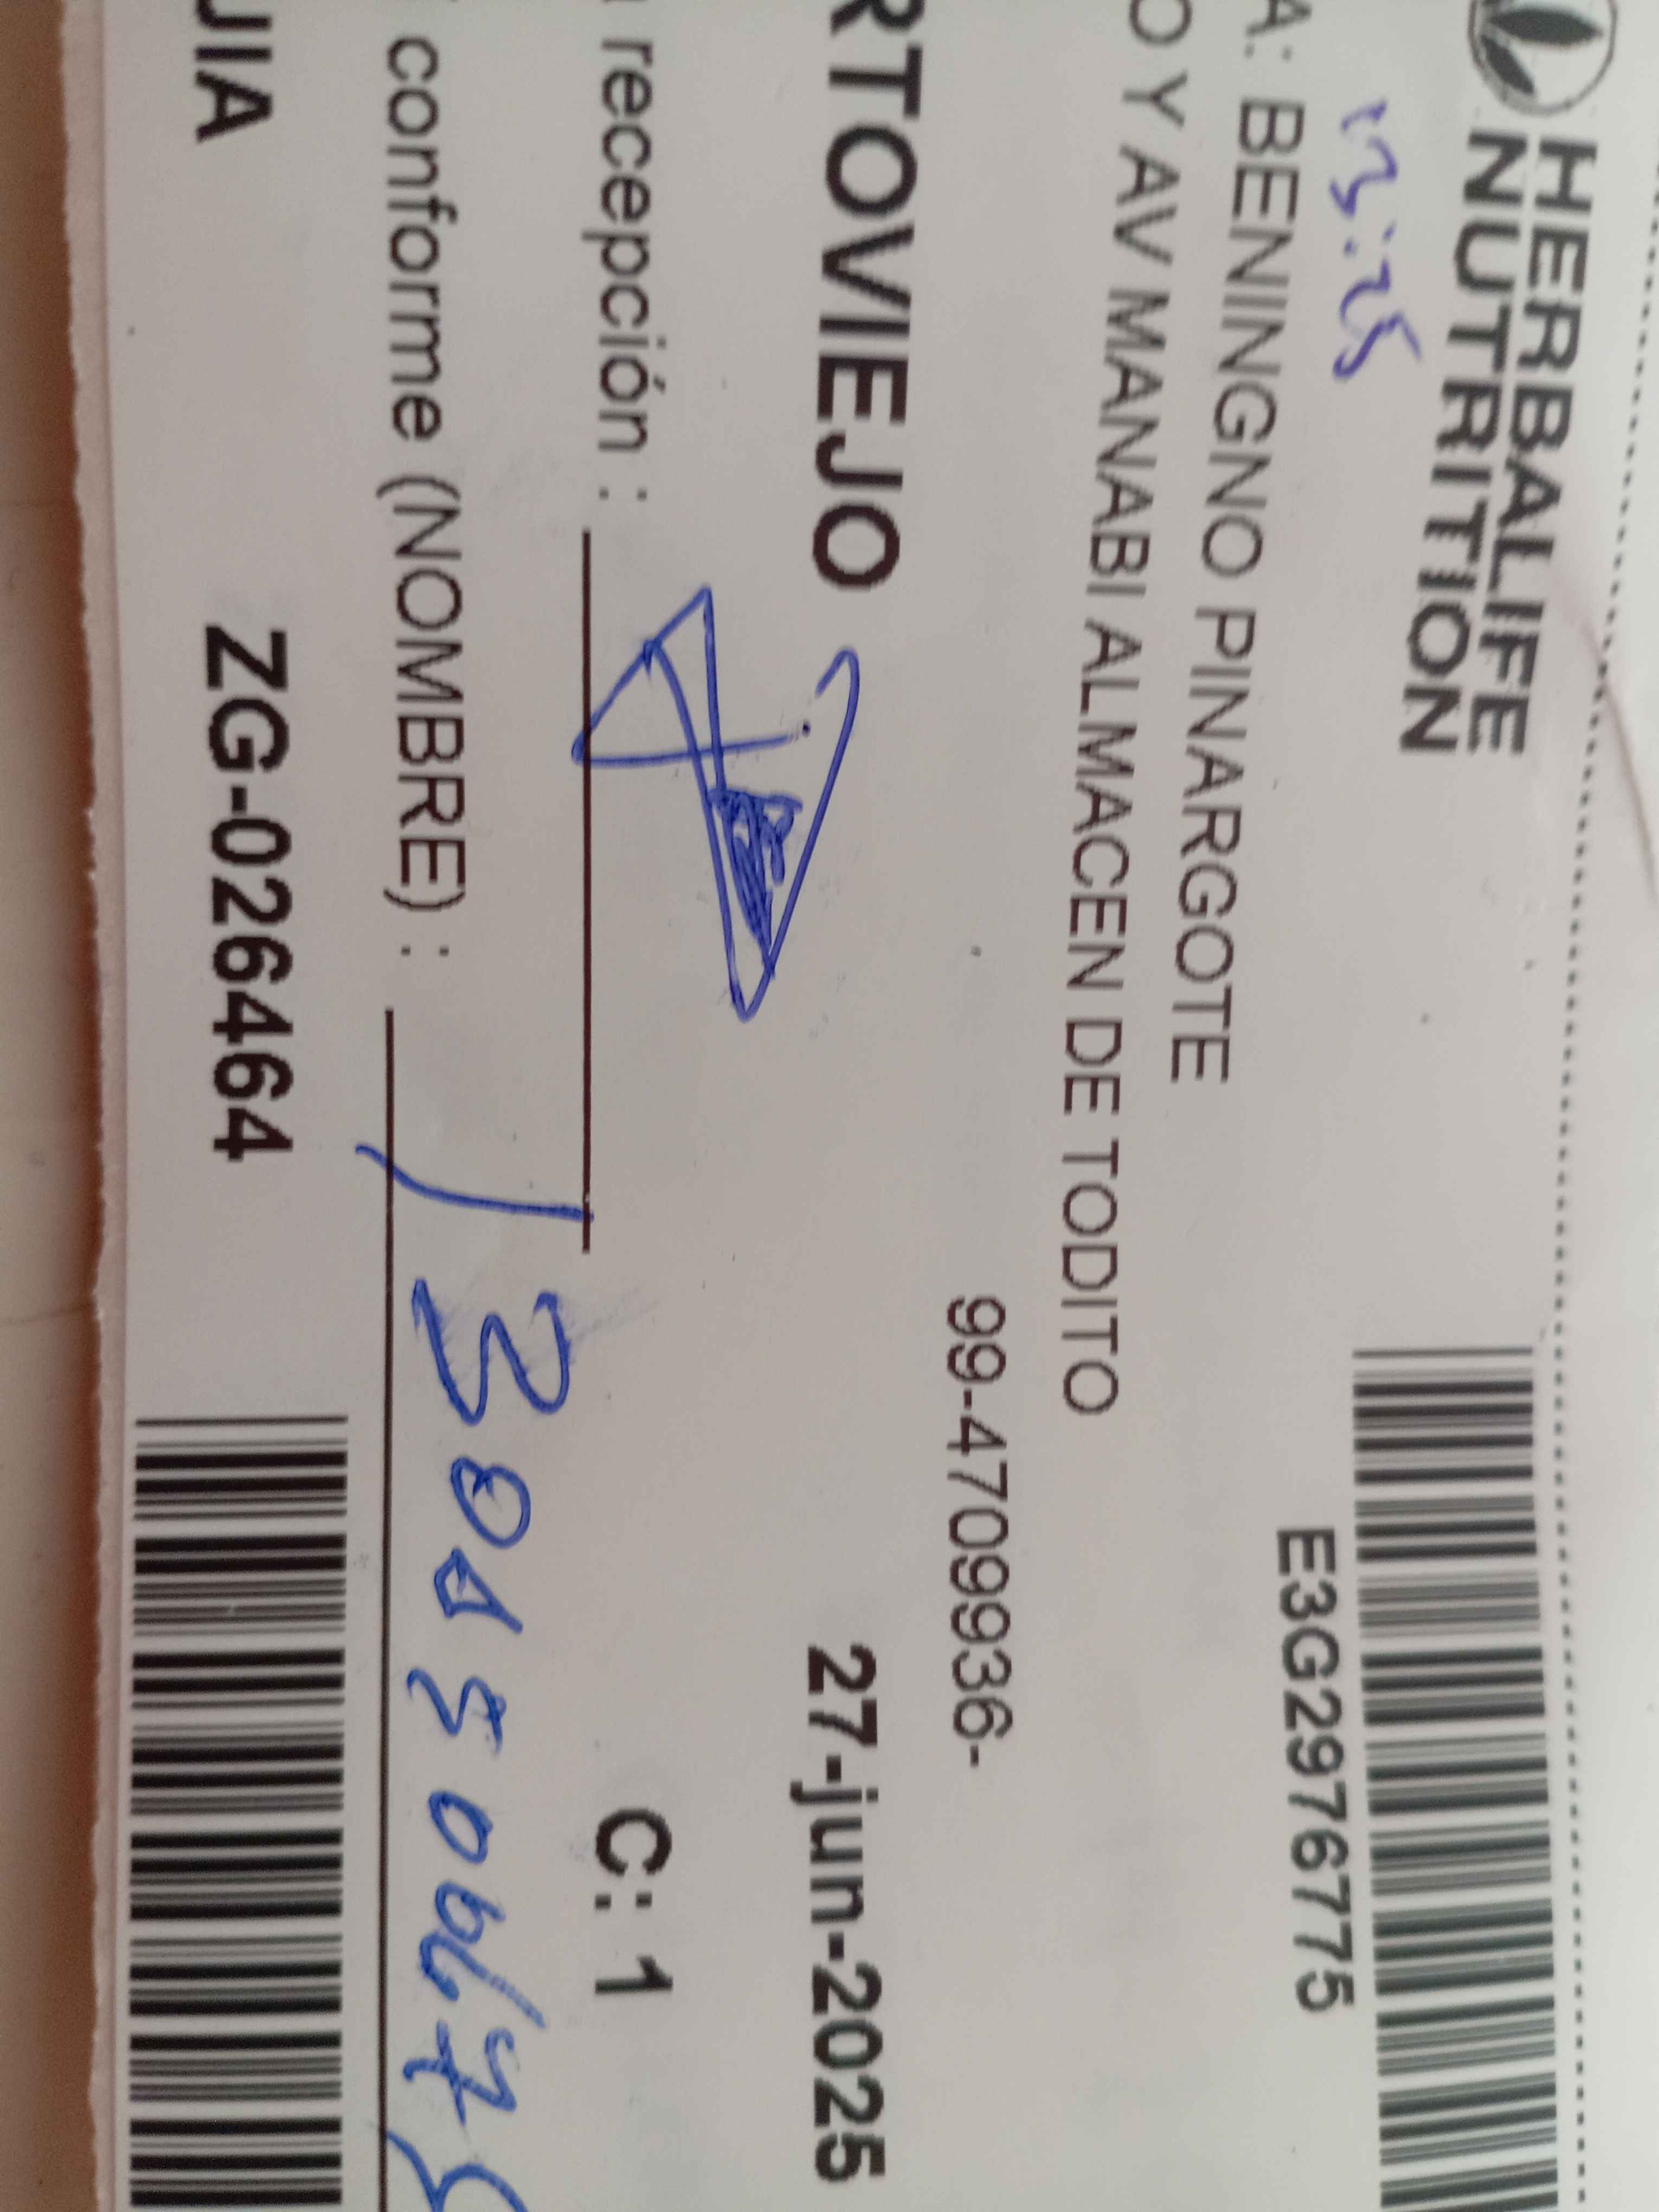 HERBALIFE
NUTRITION
13:25
E3G2976775
A: BENINGNO PINARGOTE
O Y AV MANABI ALMACEN DE TODITO
99-47099936-
RTOVIEJO
27-jun-2025
recepción :
C: 1
conforme (NOMBRE) :
JIA
ZG-026464